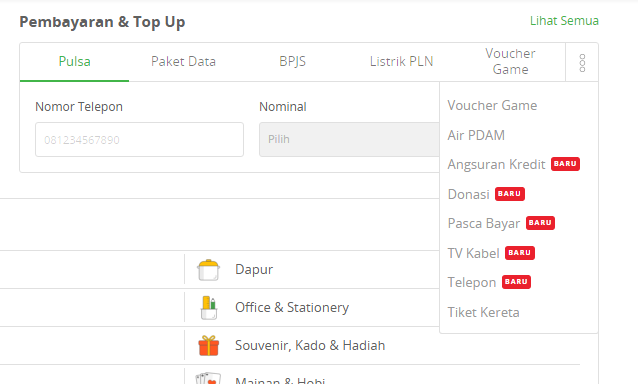 Pembayaran & Top Up
Lihat Semua
Pulsa
Paket Data
BPJS
Listrik PLN
Voucher
Game
Nomor Telepon
Nominal
081234567890
Pilih
Voucher Game
Air PDAM
Angsuran Kredit BARU
Donasi BARU
Pasca Bayar BARU
TV Kabel BARU
Telepon BARU
Tiket Kereta
Dapur
Office & Stationery
Souvenir, Kado & Hadiah
Mainan & Hobi